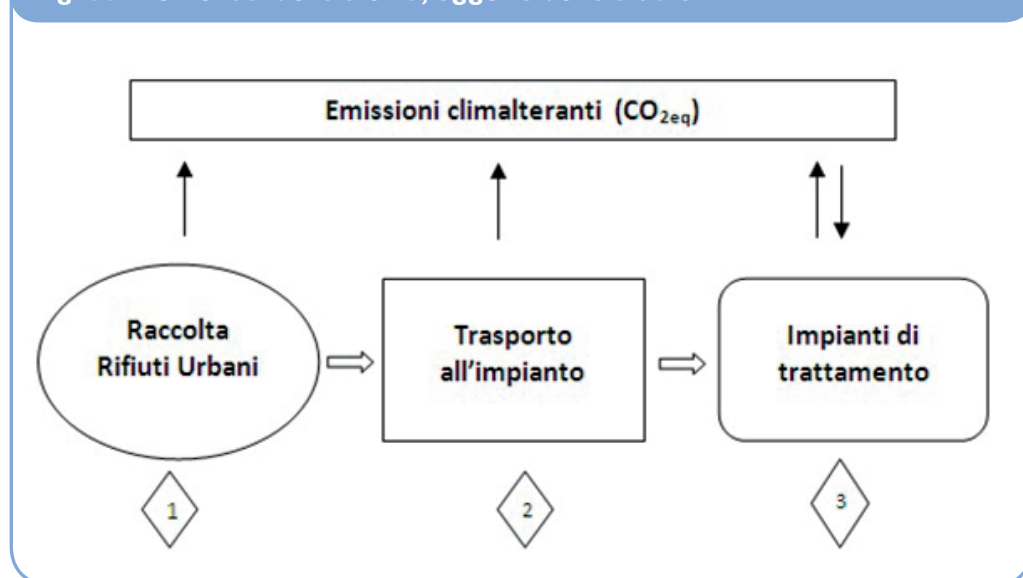 Emissioni climalteranti (CO2eq)
Raccolta
Rifiuti Urbani
Trasporto
all'impianto
Impianti di
trattamento
1
2
3